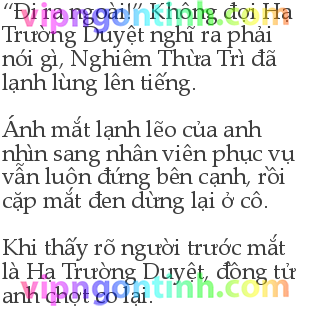 “Đi ra ngoài!” Không đợi Hạ
Trường Duyệt nghĩ ra phải
nói gì, Nghiêm Thừa Trì đã
lạnh lùng lên tiếng.
Ánh mắt lạnh lẽo của anh
nhìn sang nhân viên phục vụ
vẫn luôn đứng bên cạnh, rồi
cặp mắt đen dừng lại ở cô.
Khi thấy rõ người trước mắt
là Hạ Trường Duyệt, đồng tử
anh chợt co lại.
vipngontinh.com
vipngontinh.com